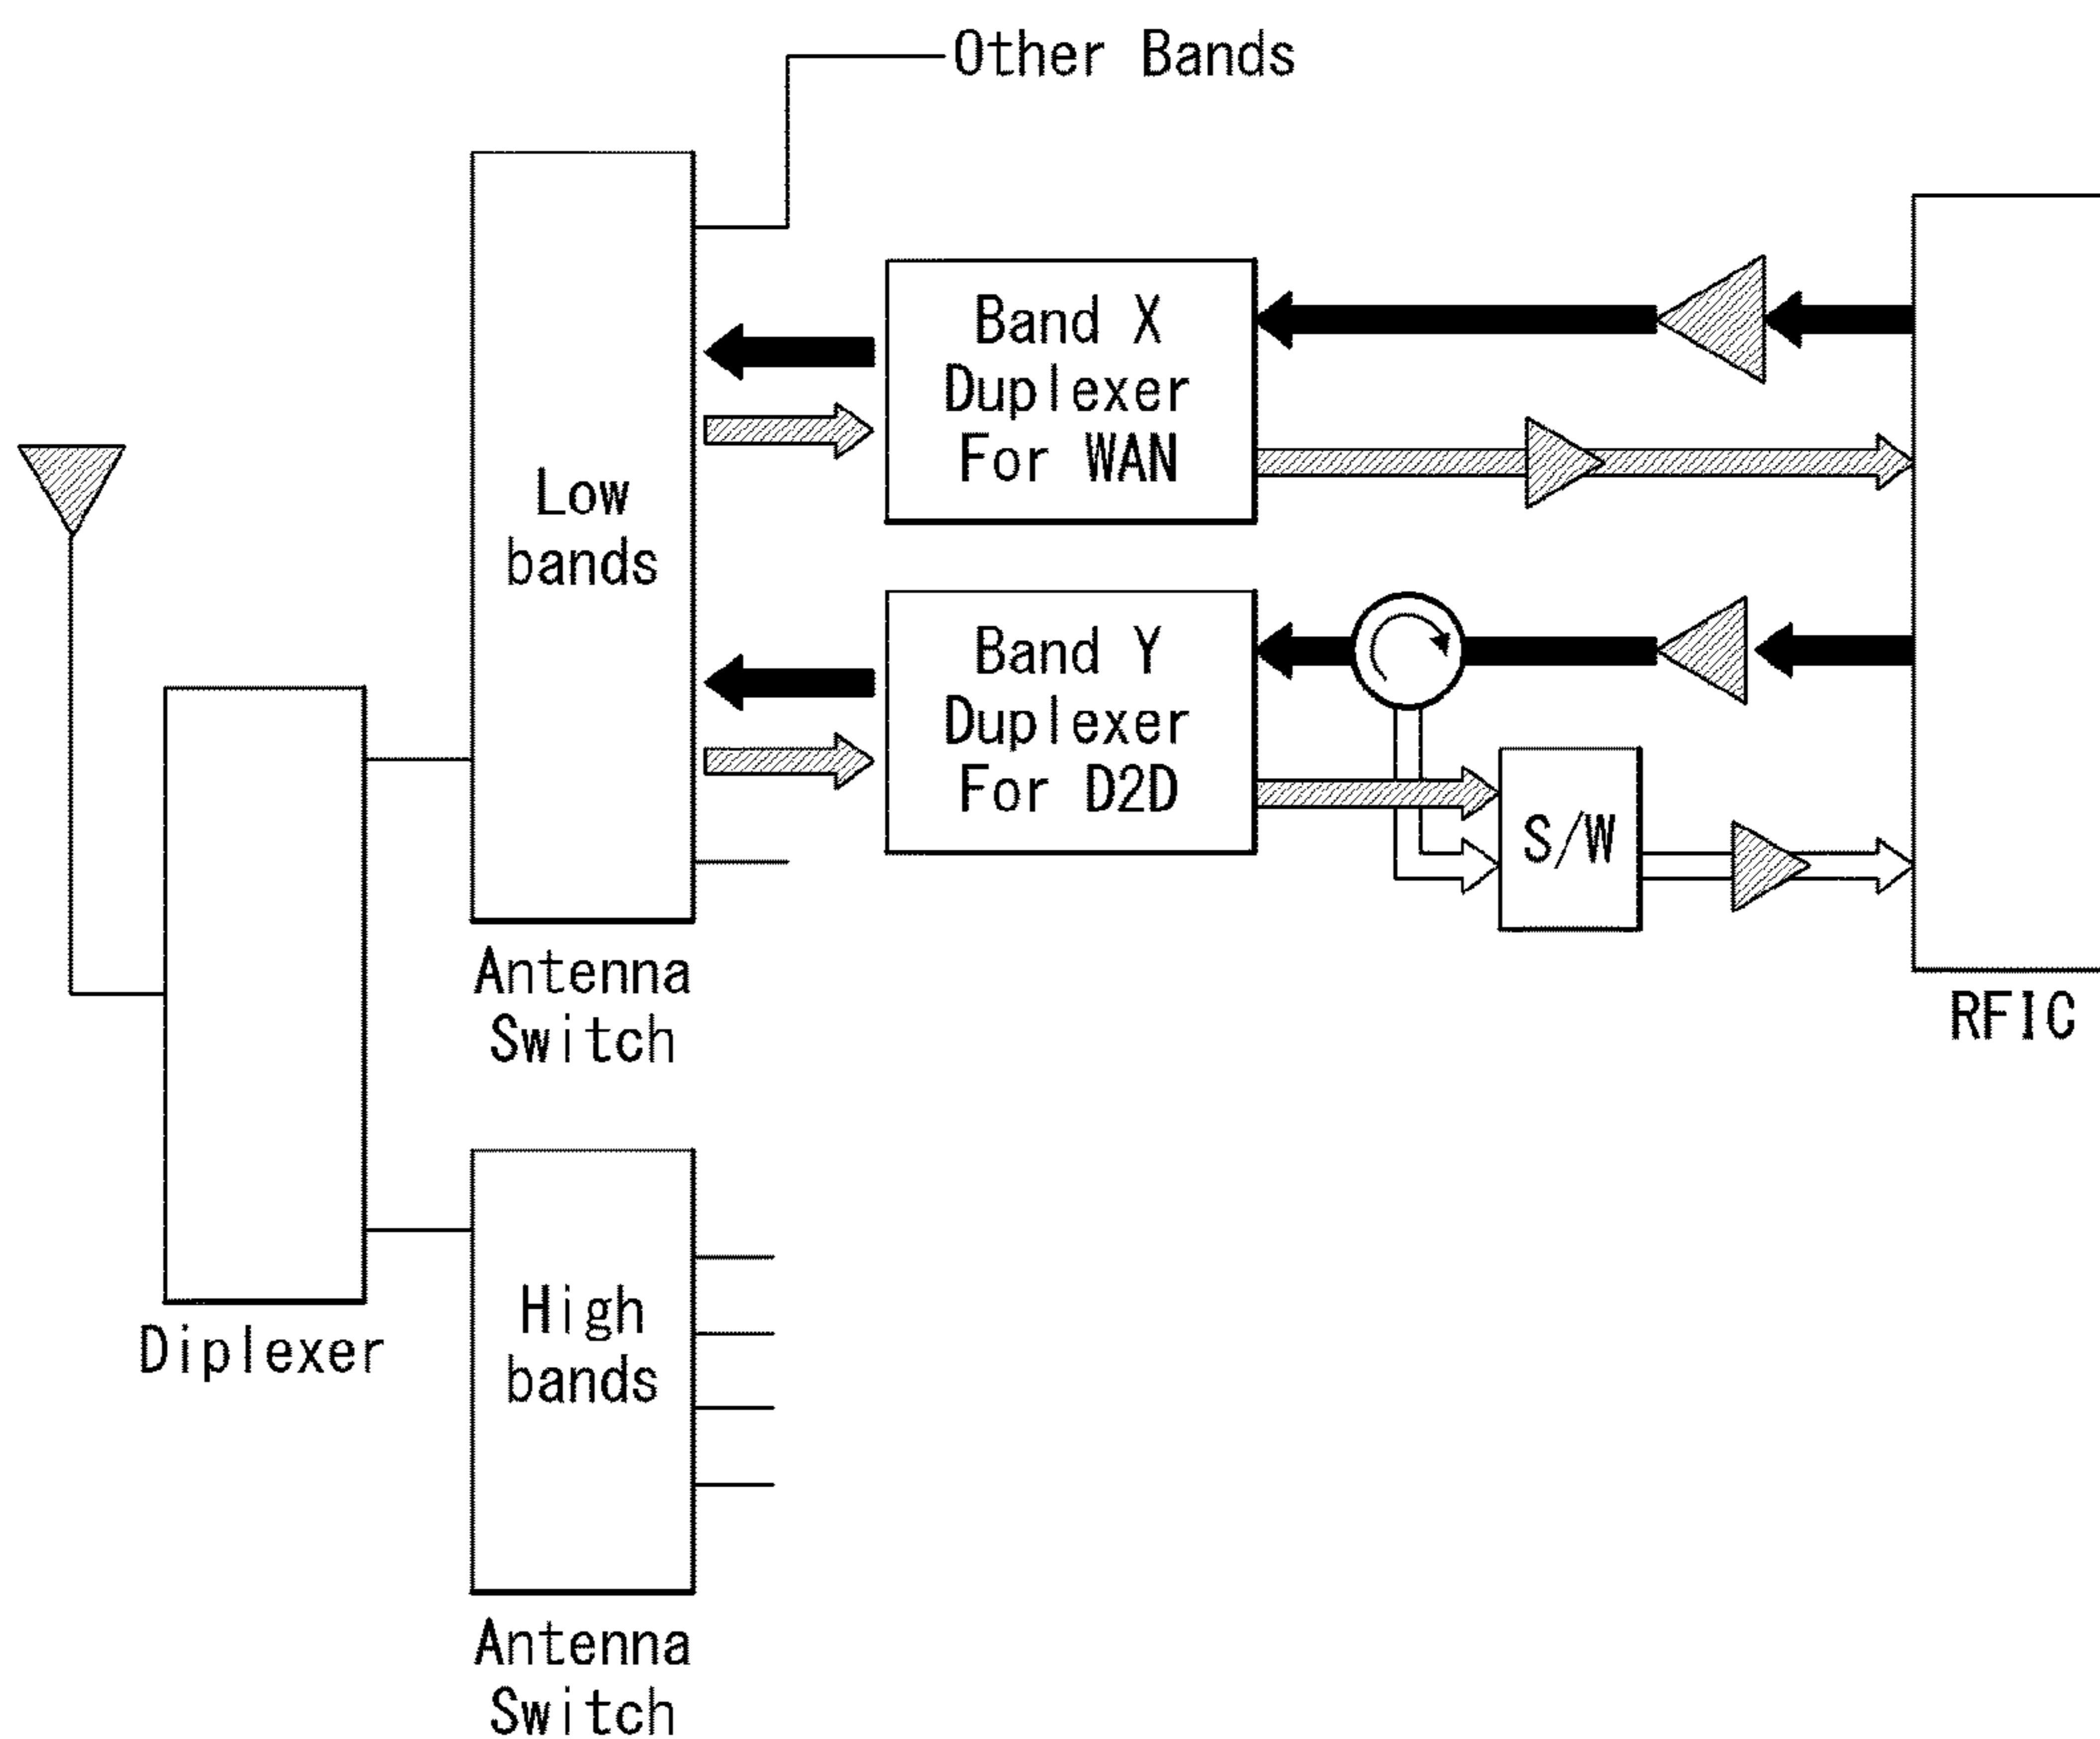 Other Bands
Low
bands
Band X
Duplexer
For WAN
Band Y
Duplexer
For D2D
S/W
Antenna
Switch
RFIC
Diplexer
High
bands
Antenna
Switch